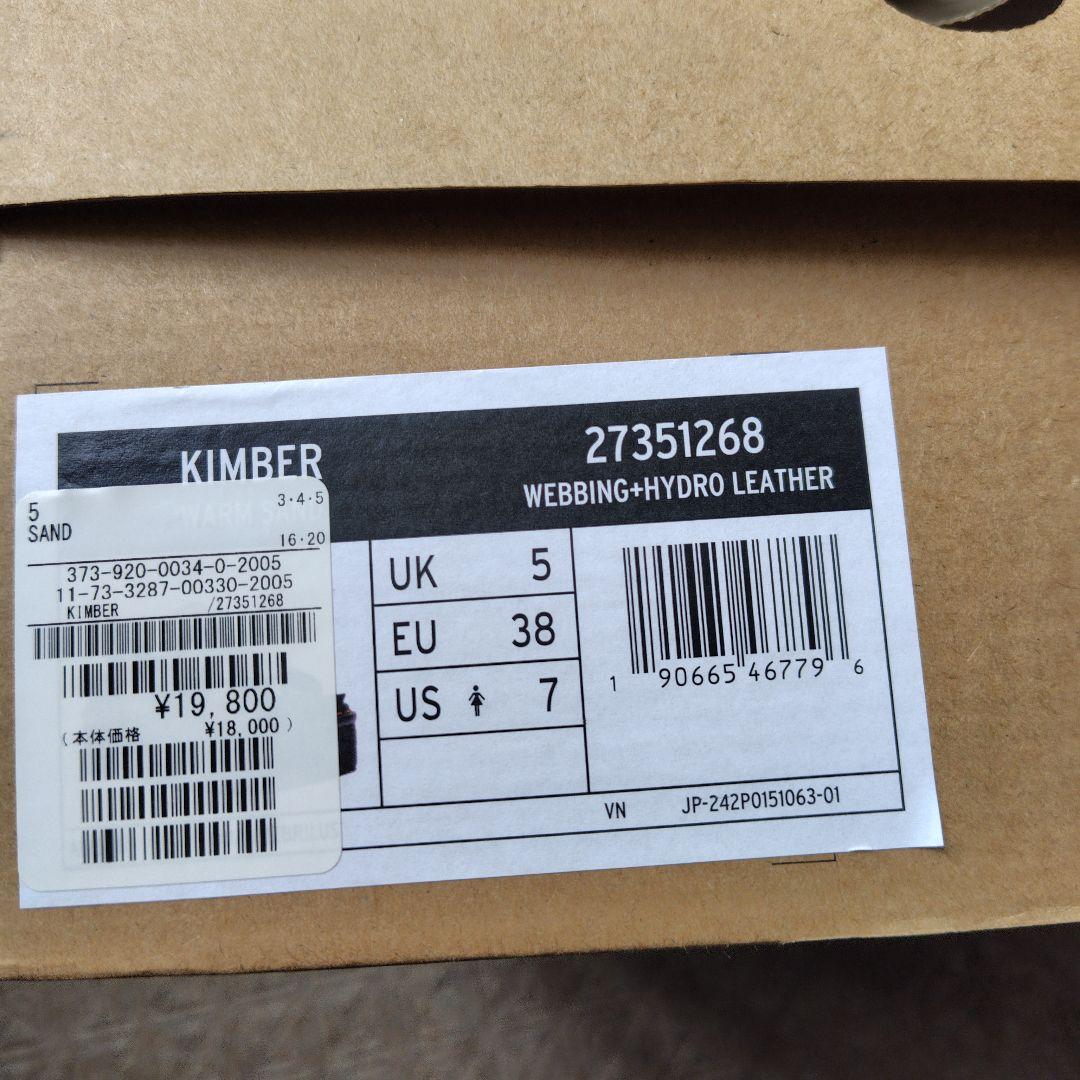 KIMBER
27351268
WEBBING+HYDRO LEATHER
5
3・4・5
SAND
16・20
373-920-0034-0-2005
11-73-3287-00330-2005
KIMBER /27351268
¥19,800
(本体価格 ¥18,000)
UK 5
EU 38
US 7
1 90665 46779 6
VN JP-242P0151063-01